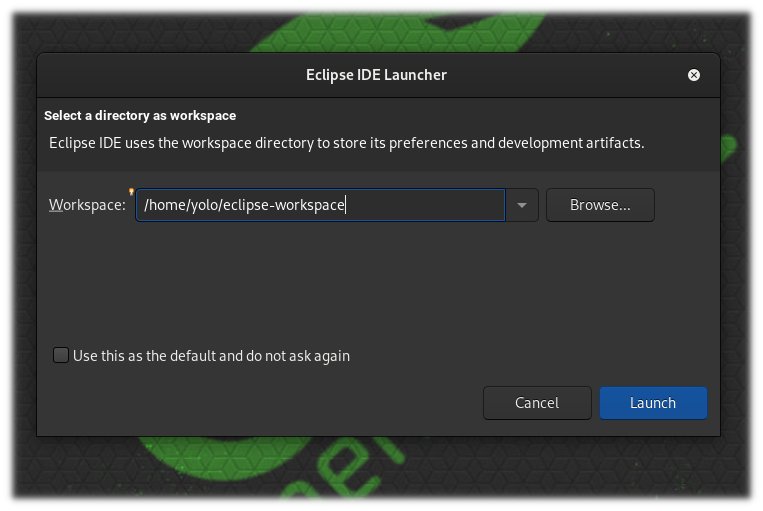 Eclipse IDE Launcher
Select a directory as workspace
Eclipse IDE uses the workspace directory to store its preferences and development artifacts.
Workspace: /home/yolo/eclipse-workspace Browse...
Use this as the default and do not ask again
Cancel Launch